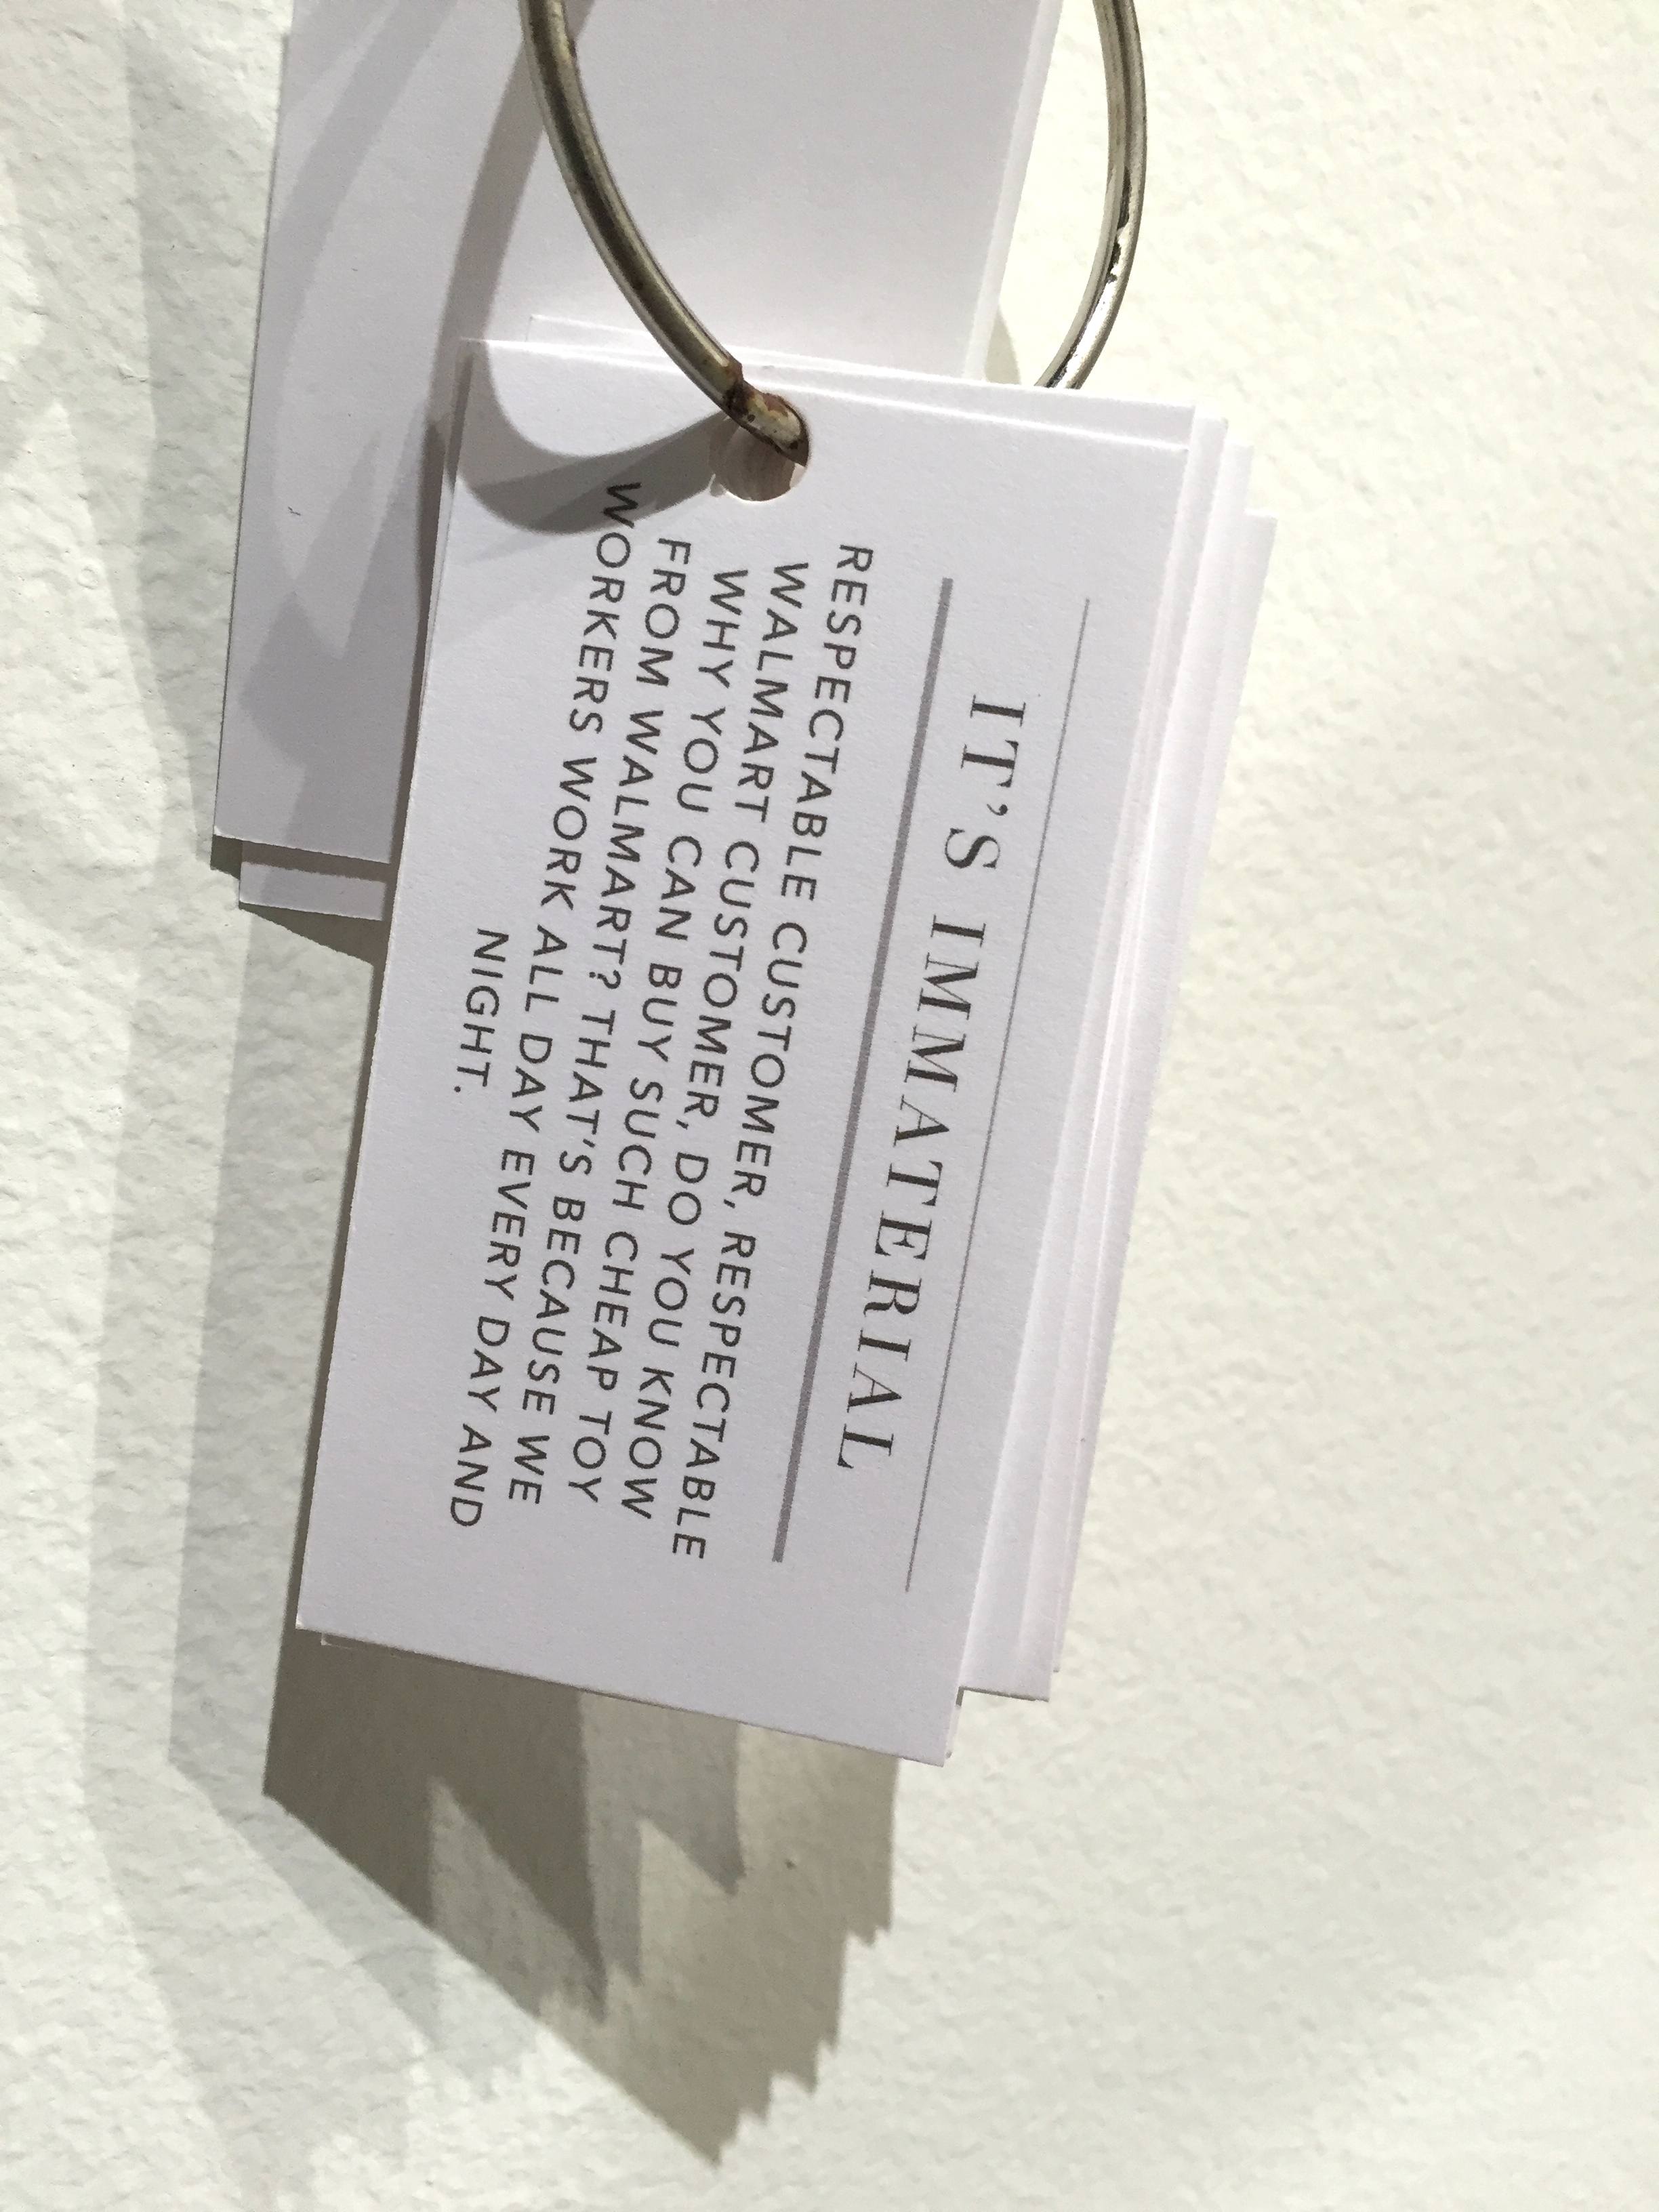 IT'S IMMATERIAL
RESPECTABLE CUSTOMER, RESPECTABLE
WALMART CUSTOMER, DO YOU KNOW
WHY YOU CAN BUY SUCH CHEAP TOY
FROM WALMART? THAT'S BECAUSE WE
WORKERS WORK ALL DAY EVERY DAY AND
NIGHT.